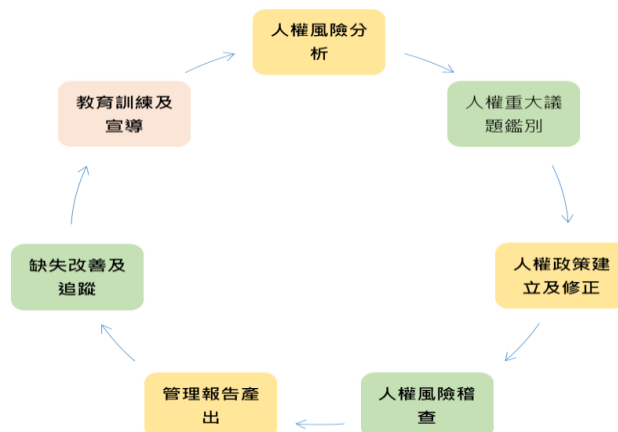 人權風險分
析
人權重大議
題鑑別
人權政策建
立及修正
人權風險稽
查
管理報告產
出
缺失改善及
追蹤
教育訓練及
宣導